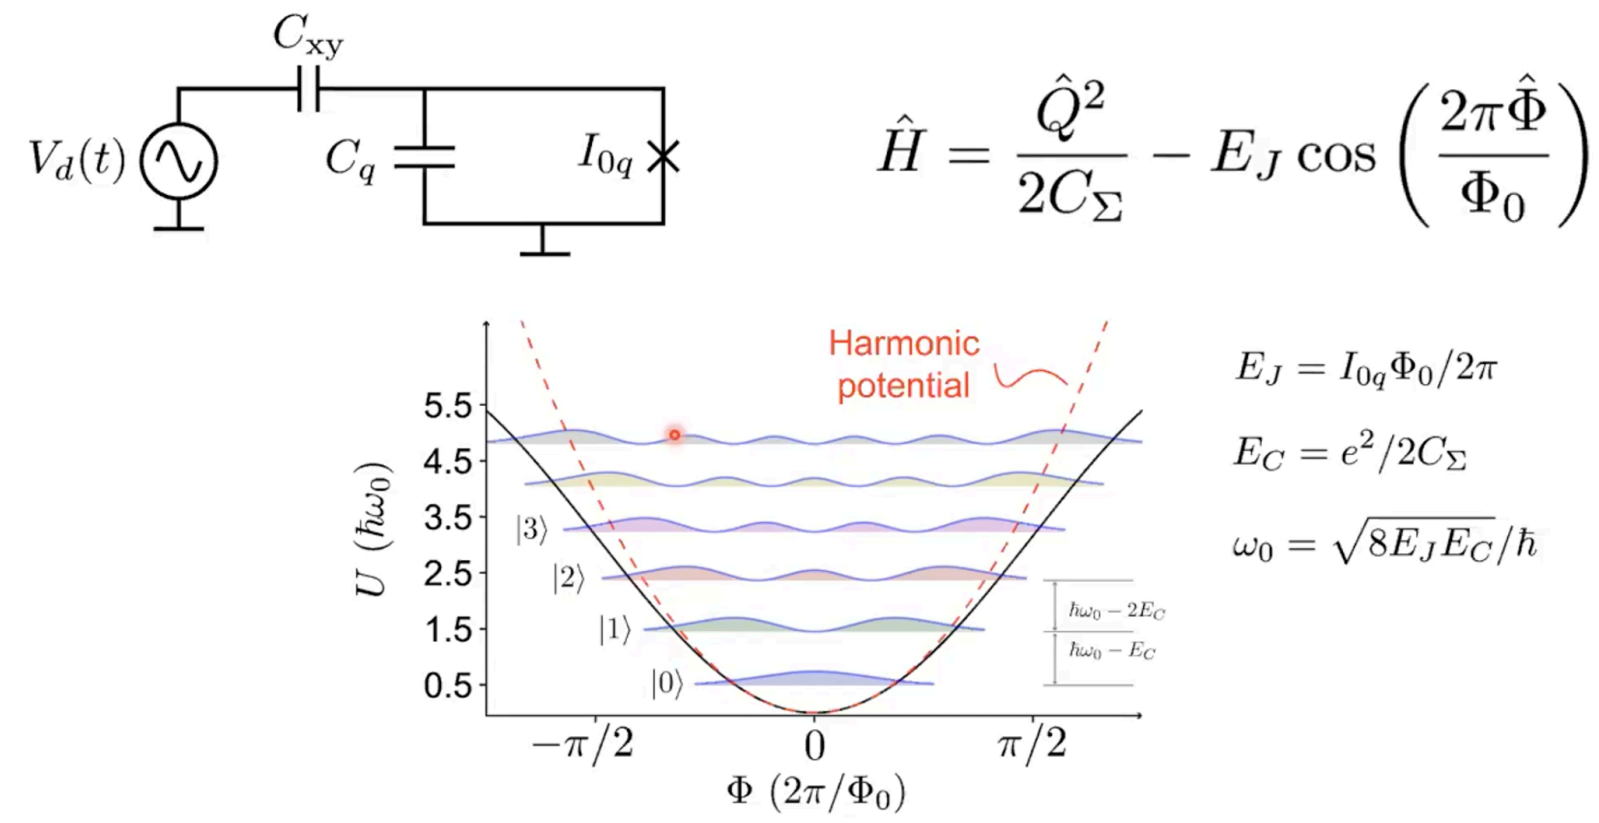 C_xy
V_d(t)
C_q
I_0q
Ĥ = Q̂² / 2C_Σ − E_J cos ( 2πΦ̂ / Φ_0 )
Harmonic
potential
U (ħω_0)
5.5
4.5
3.5
2.5
1.5
0.5
|3⟩
|2⟩
|1⟩
|0⟩
ħω_0 − 2E_C
ħω_0 − E_C
−π/2
0
π/2
Φ (2π/Φ_0)
E_J = I_0qΦ_0/2π
E_C = e²/2C_Σ
ω_0 = √(8E_JE_C)/ħ